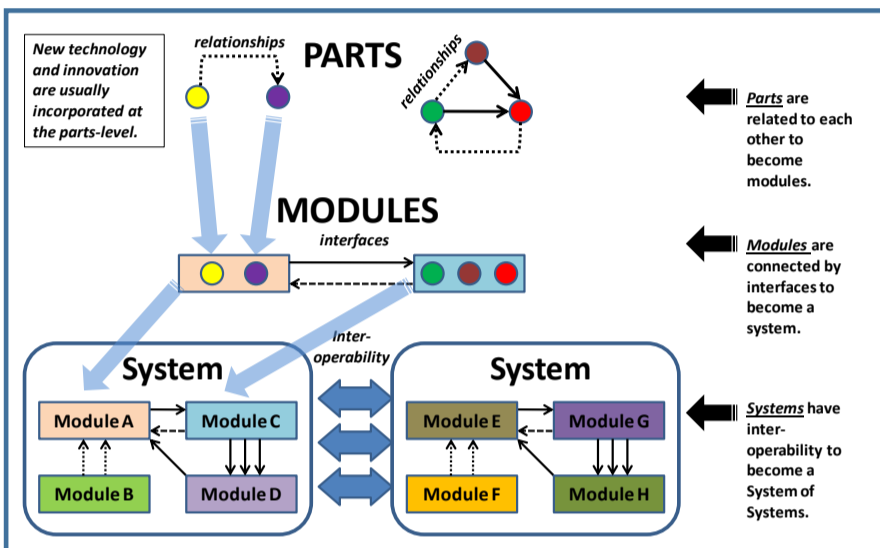 New technology
and innovation
are usually
incorporated at
the parts-level.
relationships
PARTS
relationships
Parts are
related to each
other to
become
modules.
MODULES
interfaces
Modules are
connected by
interfaces to
become a
system.
Inter-
operability
System
Module A
Module C
Module B
Module D
System
Module E
Module G
Module F
Module H
Systems have
inter-
operability to
become a
System of
Systems.